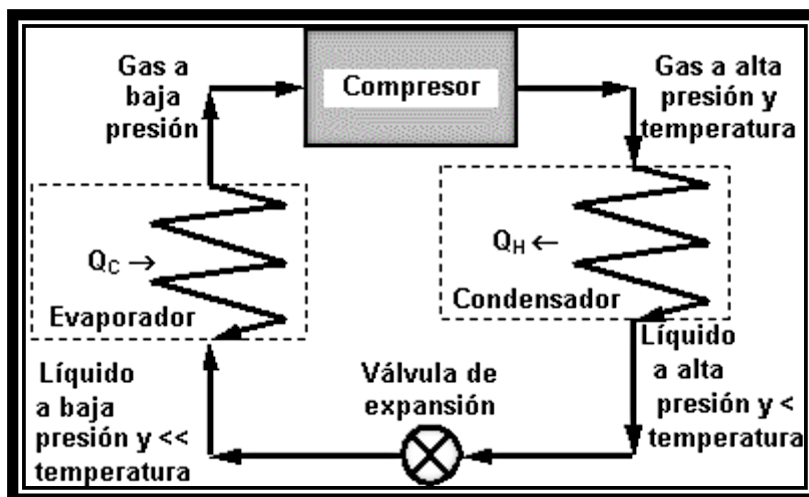 Gas a
baja
presión
Compresor
Gas a alta
presión y
temperatura
Q_C →
Evaporador
Q_H ←
Condensador
Líquido
a baja
presión y <<
temperatura
Válvula de
expansión
Líquido
a alta
presión y <
temperatura